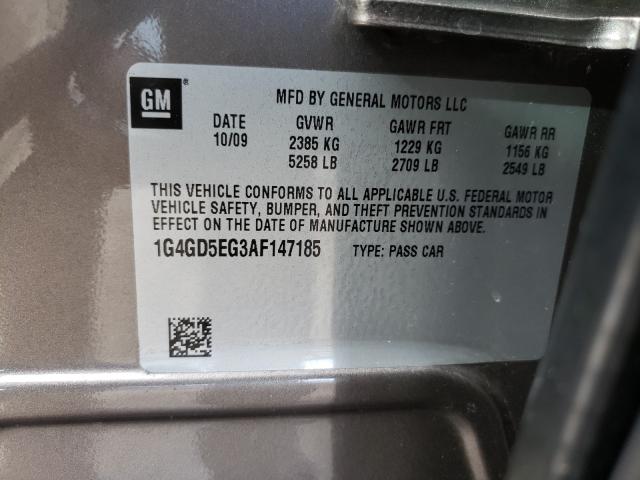 GM®
MFD BY GENERAL MOTORS LLC
DATE GVWR GAWR FRT GAWR RR
10/09 2385 KG 1229 KG 1156 KG
5258 LB 2709 LB 2549 LB
THIS VEHICLE CONFORMS TO ALL APPLICABLE U.S. FEDERAL MOTOR
VEHICLE SAFETY, BUMPER, AND THEFT PREVENTION STANDARDS IN
EFFECT ON THE DATE OF MANUFACTURE SHOWN ABOVE.
1G4GD5EG3AF147185 TYPE: PASS CAR